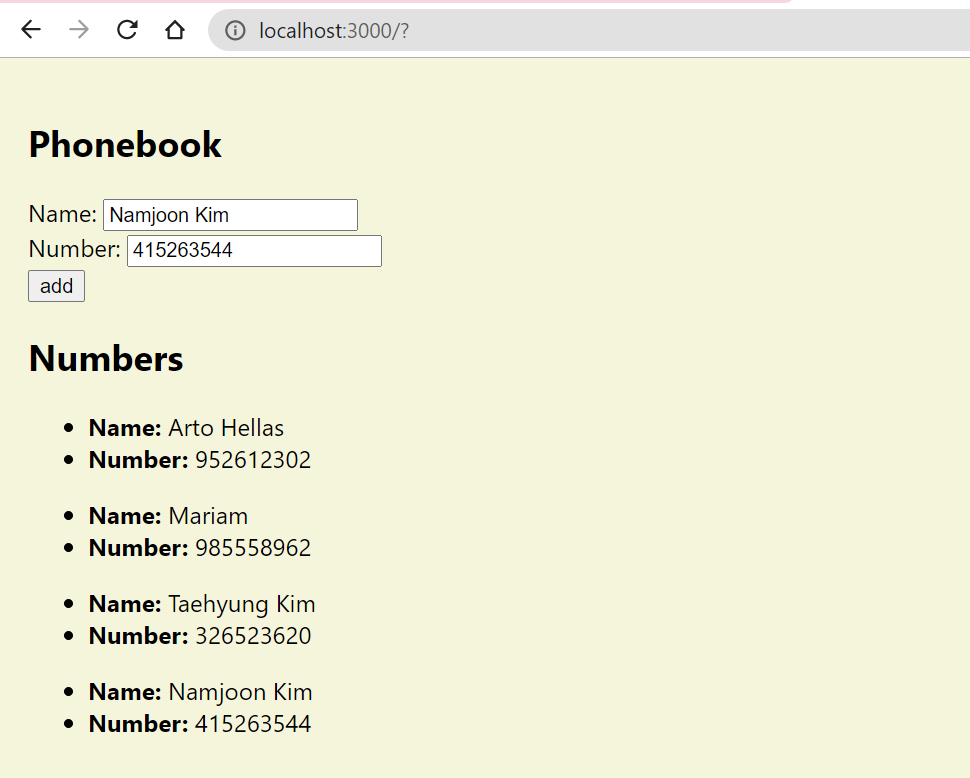 localhost:3000/?
Phonebook
Name: Namjoon Kim
Number: 415263544
add
Numbers
Name: Arto Hellas
Number: 952612302
Name: Mariam
Number: 985558962
Name: Taehyung Kim
Number: 326523620
Name: Namjoon Kim
Number: 415263544